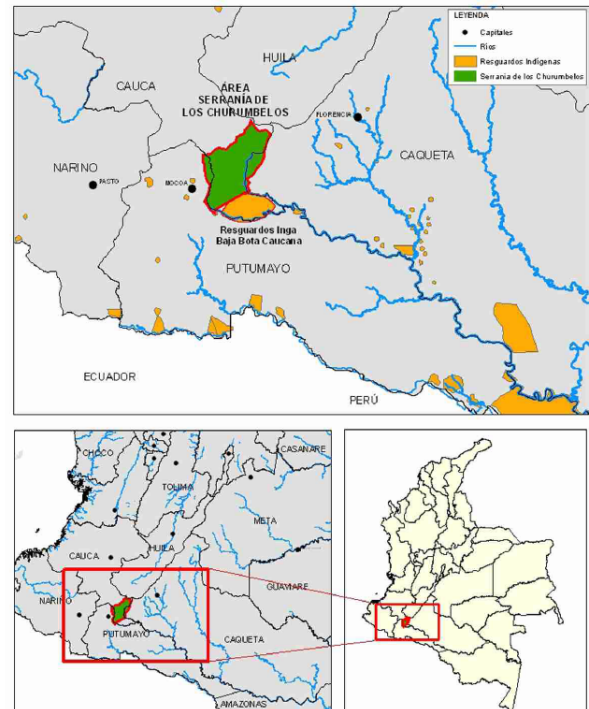 LEYENDA
Capitales
Ríos
Resguardos Indígenas
Serranía de los Churumbelos
HUILA
CAUCA
ÁREA
SERRANÍA DE
LOS CHURUMBELOS
FLORENCIA
CAQUETA
NARINO
PASTO
MOCOA
Resguardos Inga
Baja Bota Caucana
PUTUMAYO
ECUADOR
PERÚ
CHOCO
CASANARE
TOLIMA
META
CAUCA
HUILA
GUAVIARE
NARINO
PUTUMAYO
CAQUETA
AMAZONAS